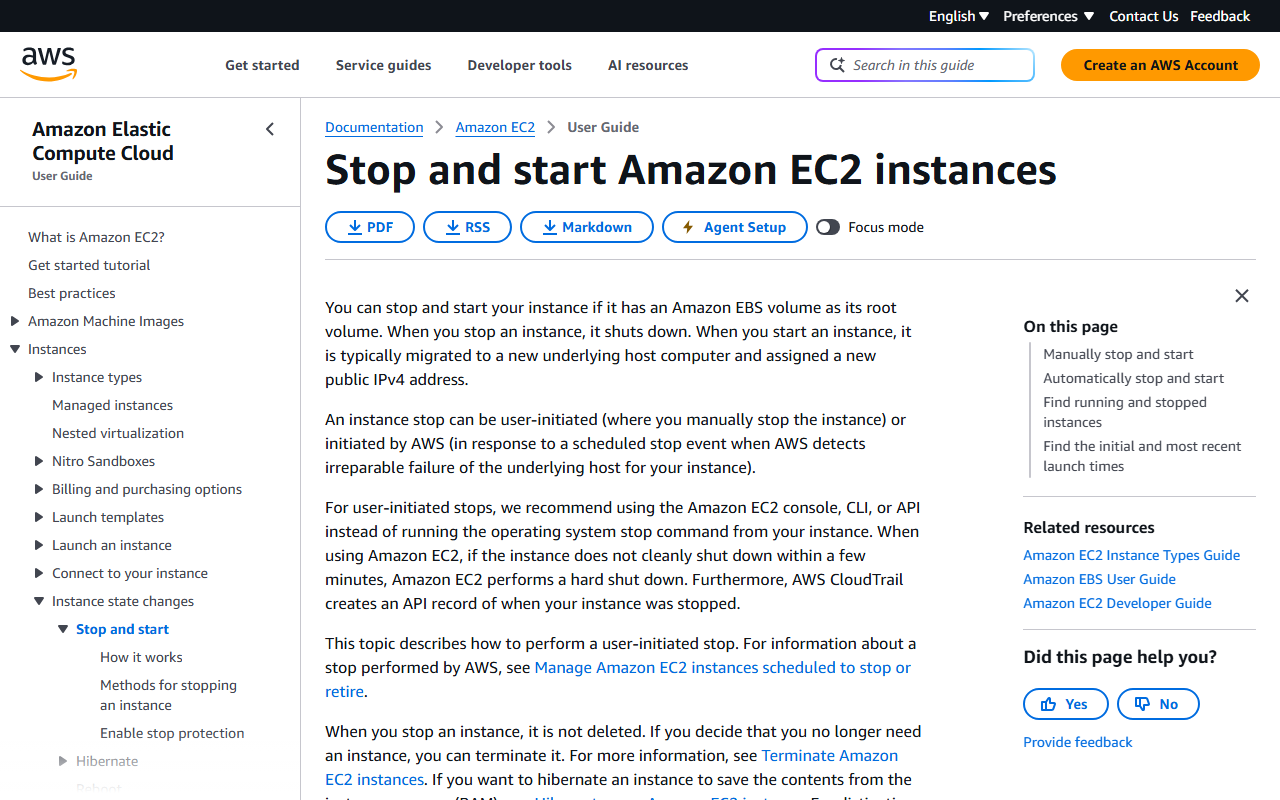 English Preferences Contact Us Feedback
aws Get started Service guides Developer tools AI resources Search in this guide Create an AWS Account
Amazon Elastic
Compute Cloud
User Guide
What is Amazon EC2?
Get started tutorial
Best practices
Amazon Machine Images
Instances
Instance types
Managed instances
Nested virtualization
Nitro Sandboxes
Billing and purchasing options
Launch templates
Launch an instance
Connect to your instance
Instance state changes
Stop and start
How it works
Methods for stopping
an instance
Enable stop protection
Hibernate
Reboot
Documentation Amazon EC2 User Guide
Stop and start Amazon EC2 instances
PDF RSS Markdown Agent Setup Focus mode
You can stop and start your instance if it has an Amazon EBS volume as its root
volume. When you stop an instance, it shuts down. When you start an instance, it
is typically migrated to a new underlying host computer and assigned a new
public IPv4 address.
An instance stop can be user-initiated (where you manually stop the instance) or
initiated by AWS (in response to a scheduled stop event when AWS detects
irreparable failure of the underlying host for your instance).
For user-initiated stops, we recommend using the Amazon EC2 console, CLI, or API
instead of running the operating system stop command from your instance. When
using Amazon EC2, if the instance does not cleanly shut down within a few
minutes, Amazon EC2 performs a hard shut down. Furthermore, AWS CloudTrail
creates an API record of when your instance was stopped.
This topic describes how to perform a user-initiated stop. For information about a
stop performed by AWS, see Manage Amazon EC2 instances scheduled to stop or
retire.
When you stop an instance, it is not deleted. If you decide that you no longer need
an instance, you can terminate it. For more information, see Terminate Amazon
EC2 instances. If you want to hibernate an instance to save the contents from the
On this page
Manually stop and start
Automatically stop and start
Find running and stopped
instances
Find the initial and most recent
launch times
Related resources
Amazon EC2 Instance Types Guide
Amazon EBS User Guide
Amazon EC2 Developer Guide
Did this page help you?
Yes No
Provide feedback